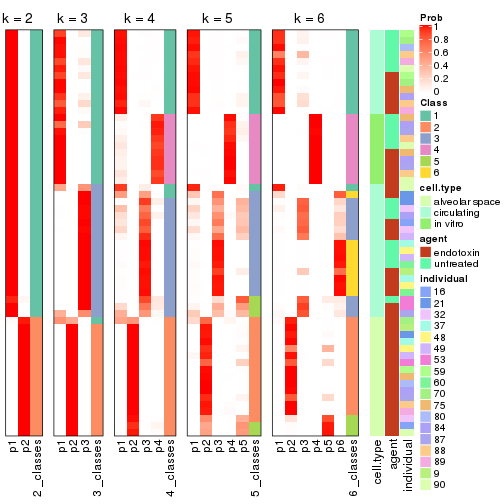 k = 2 k = 3 k = 4 k = 5 k = 6
p1
p2
2_classes
p1
p2
p3
3_classes
p1
p2
p3
p4
4_classes
p1
p2
p3
p4
p5
5_classes
p1
p2
p3
p4
p5
p6
6_classes
cell.type
agent
individual
Prob
1
0.8
0.6
0.4
0.2
0
Class
1
2
3
4
5
6
cell.type
alveolar space
circulating
in vitro
agent
endotoxin
untreated
individual
16
21
32
37
48
49
53
59
60
70
75
80
84
87
88
89
9
90